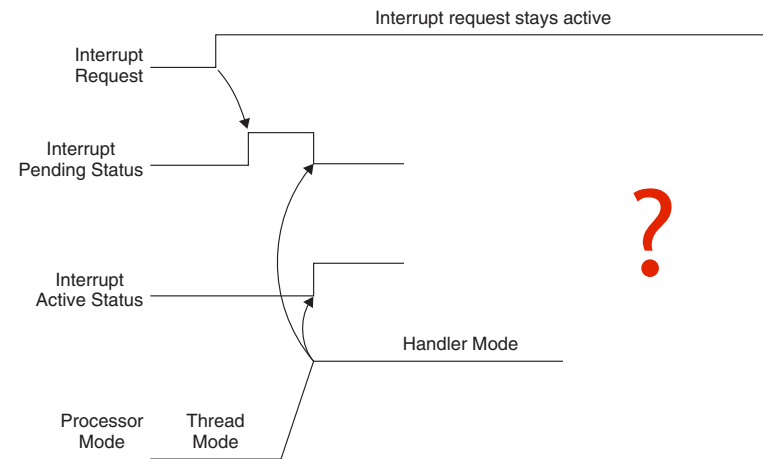 Interrupt request stays active
Interrupt
Request
Interrupt
Pending Status
?
Interrupt
Active Status
Handler Mode
Processor
Mode
Thread
Mode